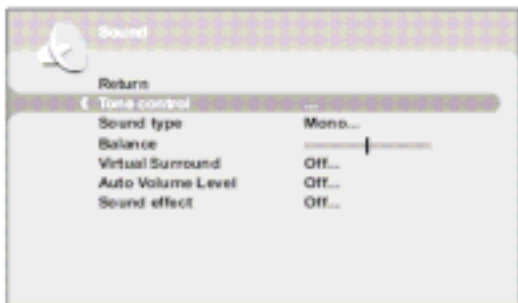 Sound
Return
Tone control ...
Sound type Mono...
Balance
Virtual Surround Off...
Auto Volume Level Off...
Sound effect Off...